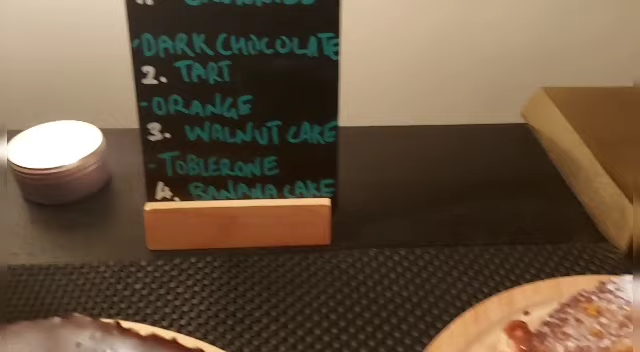 -DARK CHOCOLATE
2. TART
-ORANGE
3. WALNUT CAKE
-TOBLERONE
4. BANANA CAKE